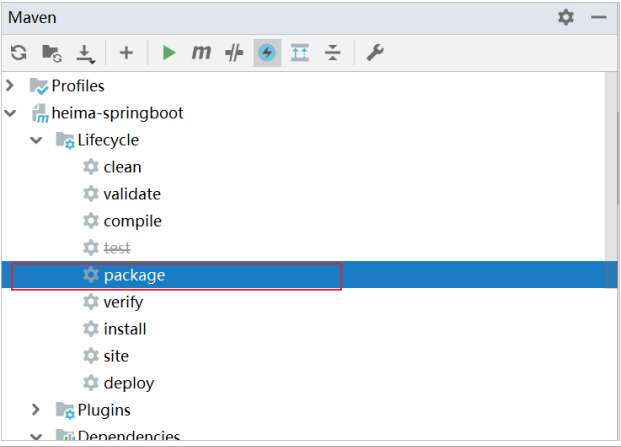 Maven
m
Profiles
heima-springboot
Lifecycle
clean
validate
compile
test
package
verify
install
site
deploy
Plugins
Dependencies